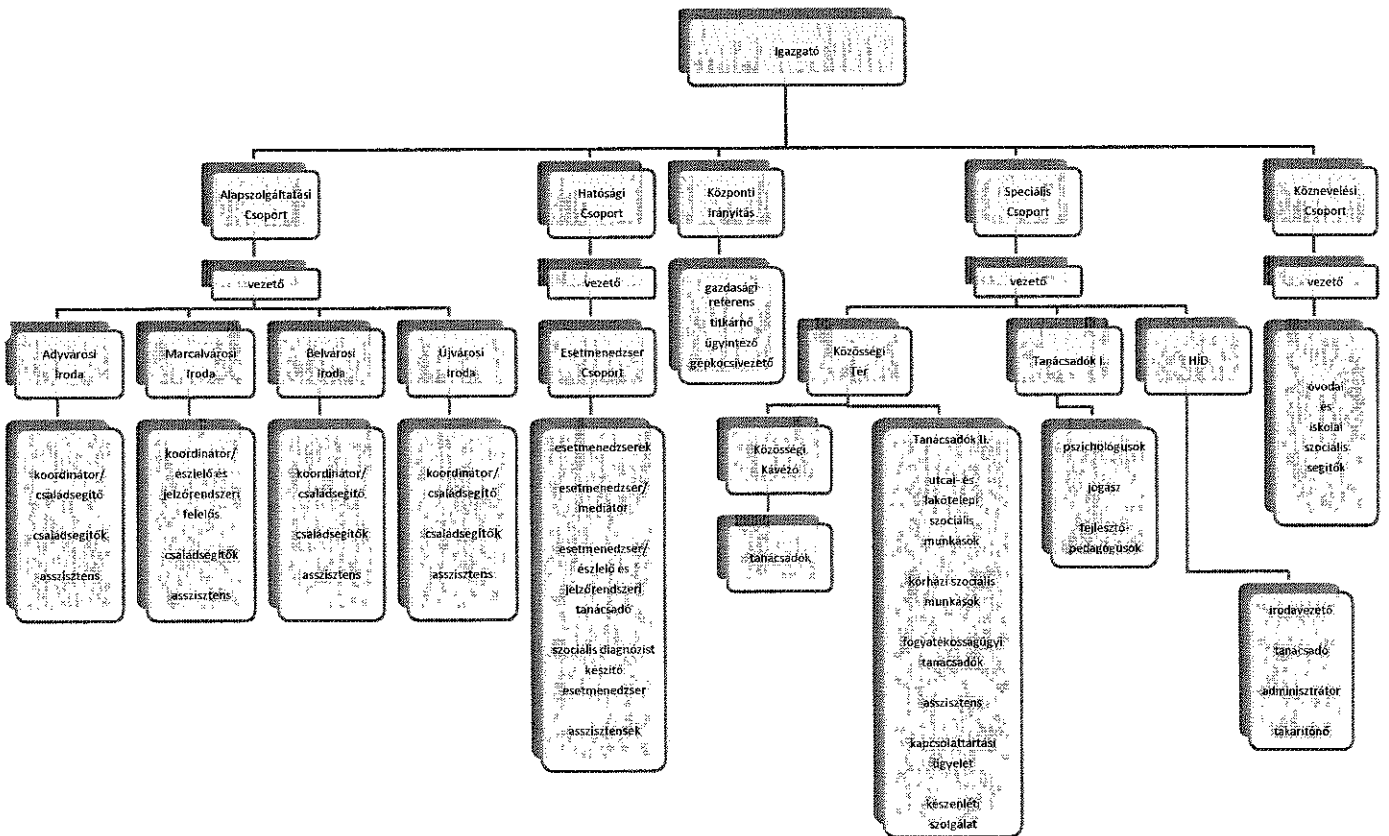 Igazgató
Alapszolgáltatási
Csoport
vezető
Adyvárosi
Iroda
koordinátor/
családsegítő
családsegítők
asszisztens
Marcalvárosi
Iroda
koordinátor/
észlelő és
jelzőrendszeri
felelős
családsegítők
asszisztens
Belvárosi
Iroda
koordinátor/
családsegítő
családsegítők
asszisztens
Újvárosi
Iroda
koordinátor/
családsegítő
családsegítők
asszisztens
Hatósági
Csoport
vezető
Esetmenedzser
Csoport
esetmenedzserek
esetmenedzser/
mediátor
esetmenedzser/
észlelő és
jelzőrendszeri
tanácsadó
szociális diagnózist
készítő
esetmenedzser
asszisztensek
Központi
Irányítás
gazdasági
referens
titkárnő
ügyintéző
gépkocsivezető
Speciális
Csoport
vezető
Közösségi
Tér
Közösségi
Kávézó
tanácsadók
Tanácsadók II.
utcai- és
lakótelepi
szociális
munkások
kórházi szociális
munkások
fogyatékosságügyi
tanácsadók
asszisztens
kapcsolattartási
ügyelet
készenléti
szolgálat
Tanácsadók I.
pszichológusok
jogász
fejlesztő-
pedagógusok
HÍD
irodavezető
tanácsadó
adminisztrátor
takarítónő
Köznevelési
Csoport
vezető
óvodai
és
iskolai
szociális
segítők